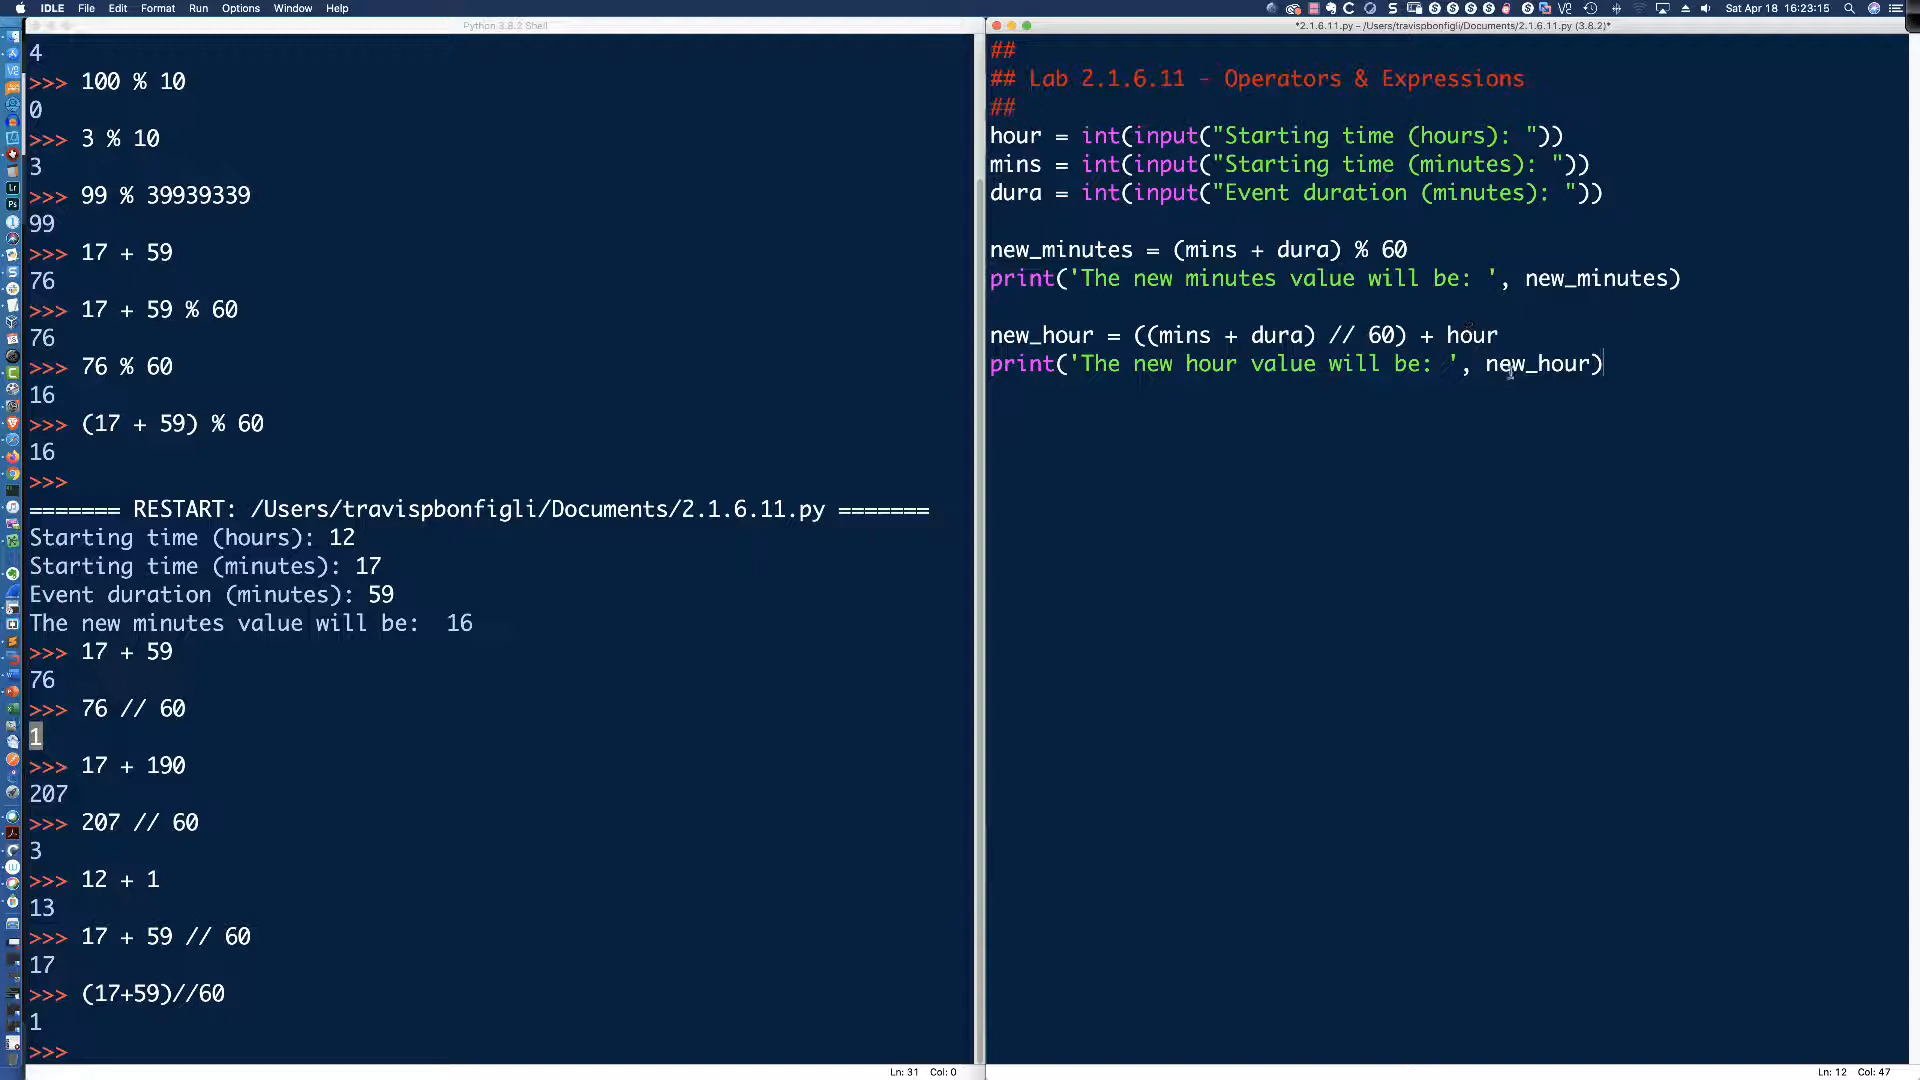 IDLE File Edit Format Run Options Window Help
Sat Apr 18 16:23:15
Python 3.8.2 Shell
4
>>> 100 % 10
0
>>> 3 % 10
3
>>> 99 % 39939339
99
>>> 17 + 59
76
>>> 17 + 59 % 60
76
>>> 76 % 60
16
>>> (17 + 59) % 60
16
>>>
======= RESTART: /Users/travispbonfigli/Documents/2.1.6.11.py =======
Starting time (hours): 12
Starting time (minutes): 17
Event duration (minutes): 59
The new minutes value will be:  16
>>> 17 + 59
76
>>> 76 // 60
1
>>> 17 + 190
207
>>> 207 // 60
3
>>> 12 + 1
13
>>> 17 + 59 // 60
17
>>> (17+59)//60
1
>>>
Ln: 31 Col: 0
*2.1.6.11.py - /Users/travispbonfigli/Documents/2.1.6.11.py (3.8.2)*
##
## Lab 2.1.6.11 - Operators & Expressions
##
hour = int(input("Starting time (hours): "))
mins = int(input("Starting time (minutes): "))
dura = int(input("Event duration (minutes): "))
new_minutes = (mins + dura) % 60
print('The new minutes value will be: ', new_minutes)
new_hour = ((mins + dura) // 60) + hour
print('The new hour value will be: ', new_hour)
Ln: 12 Col: 47